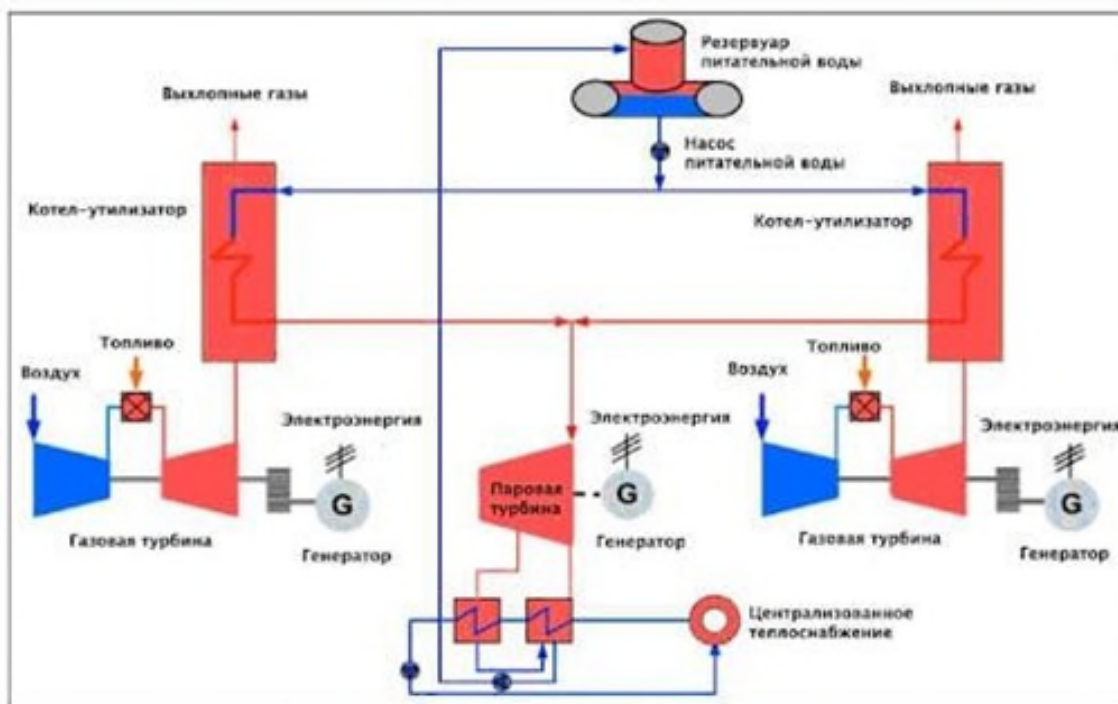 Резервуар
питательной воды
Выхлопные газы
Выхлопные газы
Насос
питательной воды
Котел-утилизатор
Котел-утилизатор
Топливо
Воздух
Электроэнергия
G
Газовая турбина
Генератор
Электроэнергия
Паровая
турбина
G
Генератор
Топливо
Воздух
Электроэнергия
G
Газовая турбина
Генератор
Централизованное
теплоснабжение